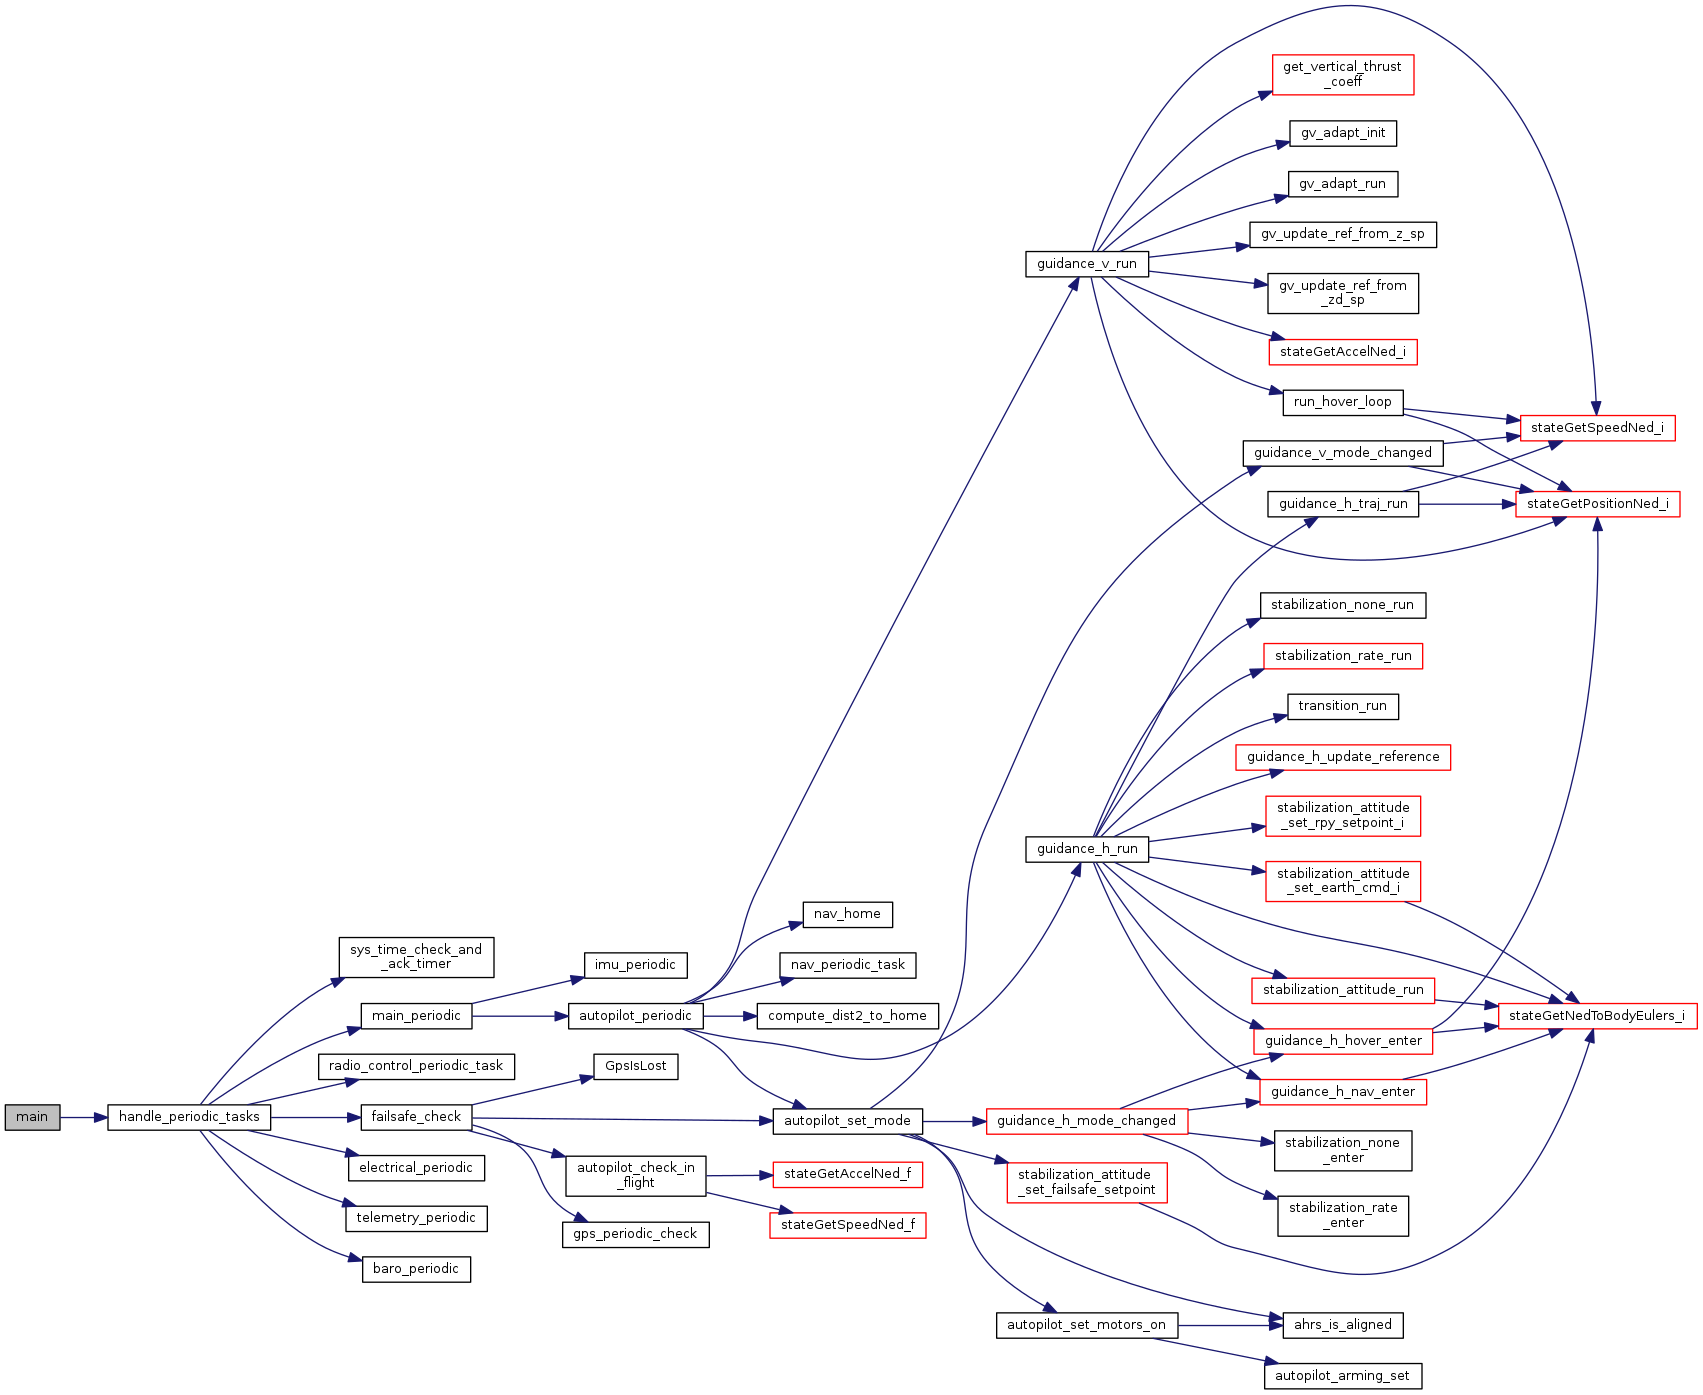 main
handle_periodic_tasks
sys_time_check_and
_ack_timer
main_periodic
radio_control_periodic_task
failsafe_check
electrical_periodic
telemetry_periodic
baro_periodic
imu_periodic
autopilot_periodic
GpsIsLost
autopilot_check_in
_flight
gps_periodic_check
nav_home
nav_periodic_task
compute_dist2_to_home
autopilot_set_mode
stateGetAccelNed_f
stateGetSpeedNed_f
guidance_v_run
guidance_h_run
guidance_h_mode_changed
stabilization_attitude
_set_failsafe_setpoint
autopilot_set_motors_on
get_vertical_thrust
_coeff
gv_adapt_init
gv_adapt_run
gv_update_ref_from_z_sp
gv_update_ref_from
_zd_sp
stateGetAccelNed_i
run_hover_loop
guidance_v_mode_changed
guidance_h_traj_run
stabilization_none_run
stabilization_rate_run
transition_run
guidance_h_update_reference
stabilization_attitude
_set_rpy_setpoint_i
stabilization_attitude
_set_earth_cmd_i
stabilization_attitude_run
guidance_h_hover_enter
guidance_h_nav_enter
stabilization_none
_enter
stabilization_rate
_enter
ahrs_is_aligned
autopilot_arming_set
stateGetSpeedNed_i
stateGetPositionNed_i
stateGetNedToBodyEulers_i